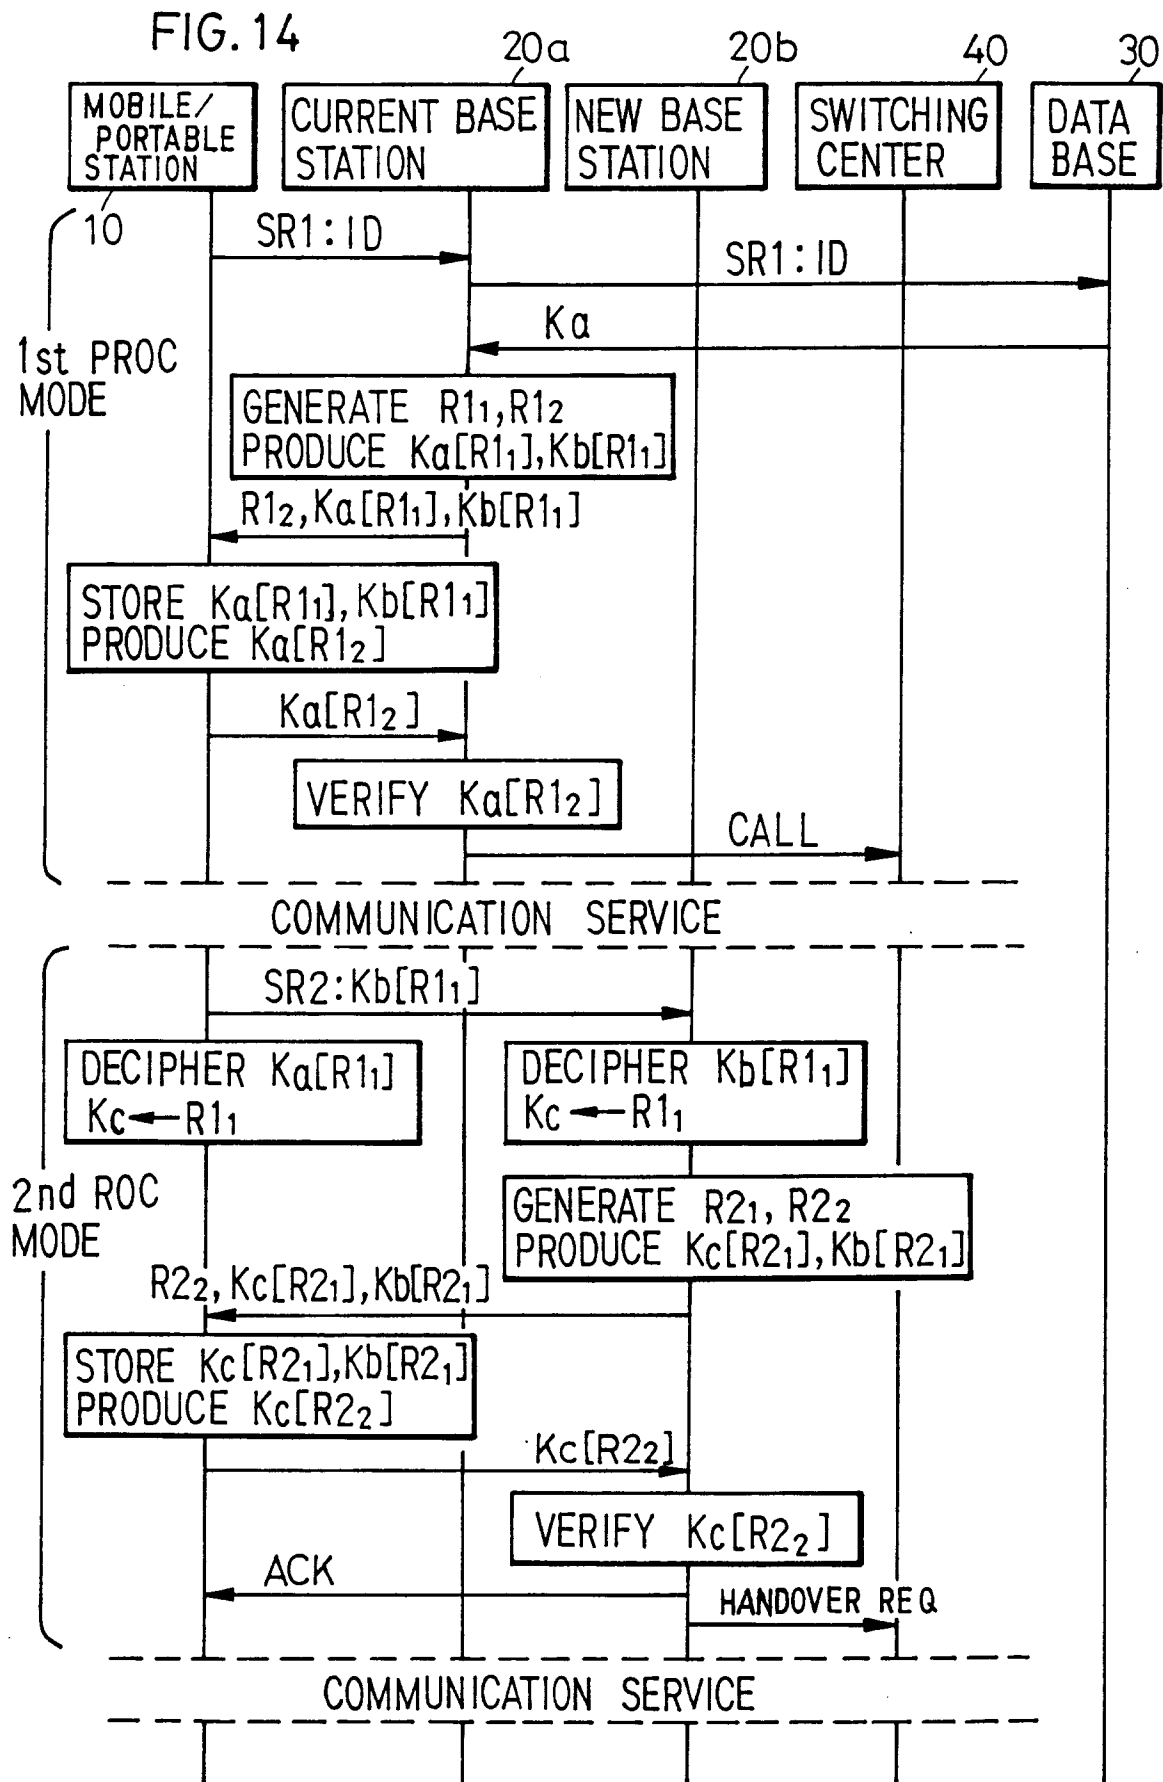 FIG. 14
20a
20b
40
30
MOBILE/
PORTABLE
STATION
CURRENT BASE
STATION
NEW BASE
STATION
SWITCHING
CENTER
DATA
BASE
10
SR1:ID
SR1:ID
Ka
1st PROC
MODE
GENERATE R1₁,R1₂
PRODUCE Ka[R1₁],Kb[R1₁]
R1₂,Ka[R1₁],Kb[R1₁]
STORE Ka[R1₁],Kb[R1₁]
PRODUCE Ka[R1₂]
Ka[R1₂]
VERIFY Ka[R1₂]
CALL
COMMUNICATION SERVICE
SR2:Kb[R1₁]
DECIPHER Ka[R1₁]
Kc←R1₁
DECIPHER Kb[R1₁]
Kc←R1₁
2nd ROC
MODE
GENERATE R2₁, R2₂
PRODUCE Kc[R2₁],Kb[R2₁]
R2₂,Kc[R2₁],Kb[R2₁]
STORE Kc[R2₁],Kb[R2₁]
PRODUCE Kc[R2₂]
Kc[R2₂]
VERIFY Kc[R2₂]
ACK
HANDOVER REQ
COMMUNICATION SERVICE